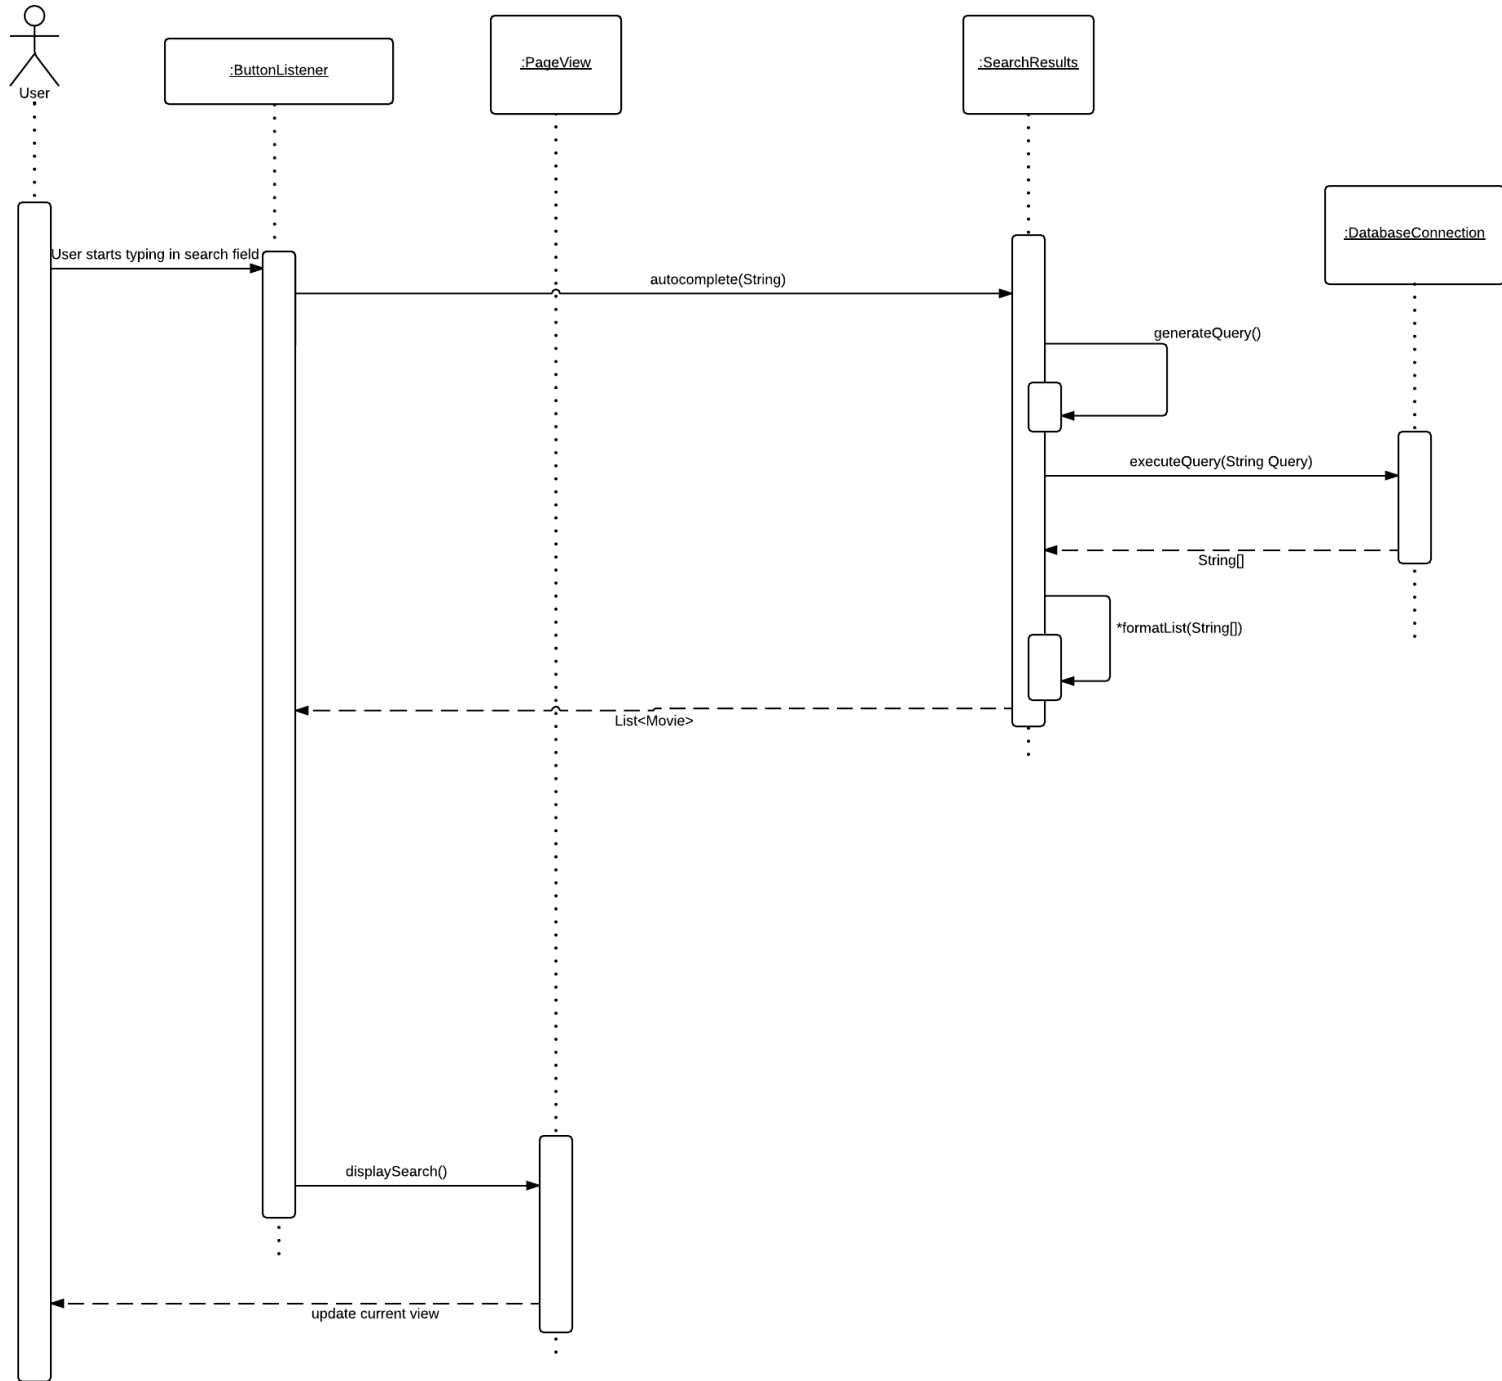 User
:ButtonListener
:PageView
:SearchResults
:DatabaseConnection
User starts typing in search field
autocomplete(String)
generateQuery()
executeQuery(String Query)
String[]
*formatList(String[])
List<Movie>
displaySearch()
update current view